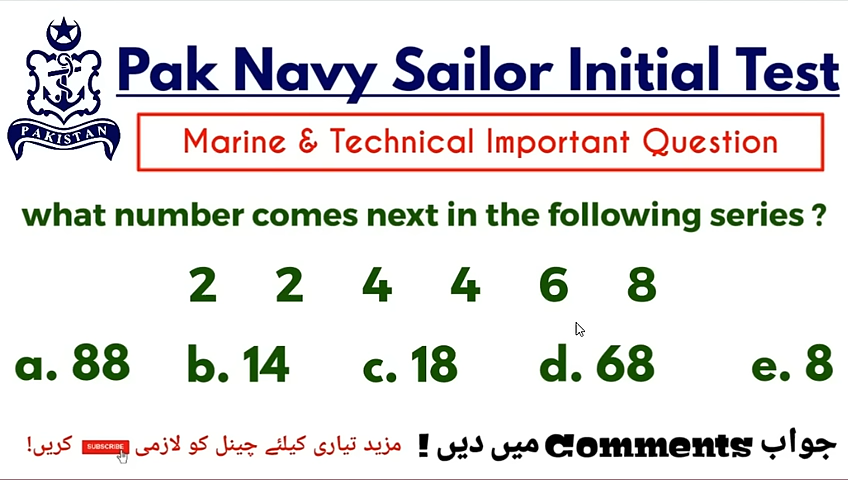 Pak Navy Sailor Initial Test
PAKISTAN
Marine & Technical Important Question
what number comes next in the following series ?
2 2 4 4 6 8
a. 88 b. 14 c. 18 d. 68 e. 8
جواب Comments میں دیں !
مزید تیاری کیلئے چینل کو لازمی SUBSCRIBE کریں!